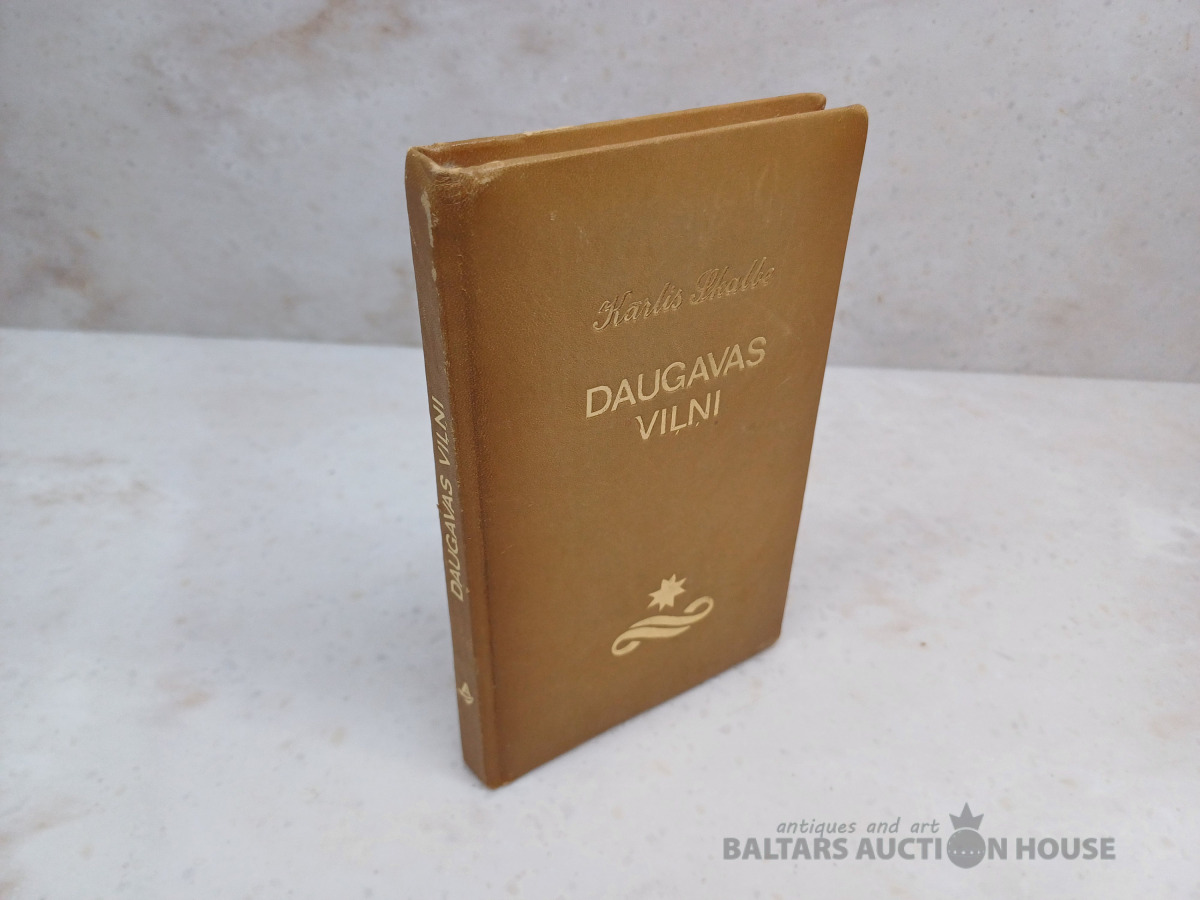 Kārlis Skalbe
DAUGAVAS
VIĻŅI
DAUGAVAS VIĻŅI
antiques and art
BALTARS AUCTION HOUSE